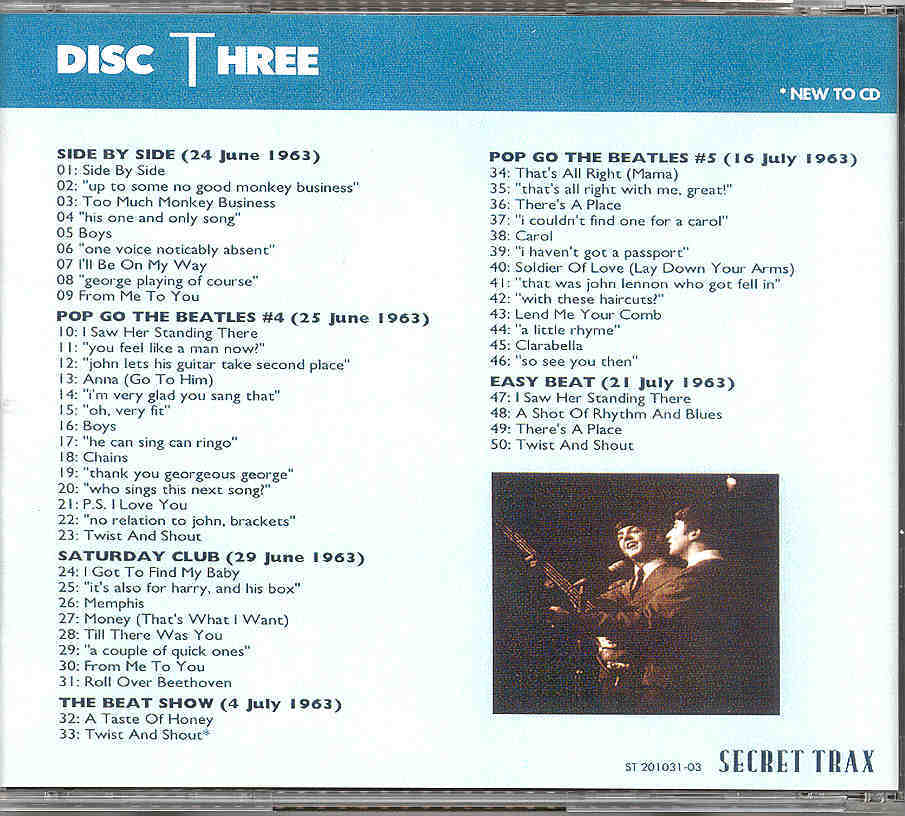 DISC THREE
* NEW TO CD
SIDE BY SIDE (24 June 1963)
01: Side By Side
02: "up to some no good monkey business"
03: Too Much Monkey Business
04 "his one and only song"
05 Boys
06 "one voice noticably absent"
07 I'll Be On My Way
08 "george playing of course"
09 From Me To You
POP GO THE BEATLES #4 (25 June 1963)
10: I Saw Her Standing There
11: "you feel like a man now?"
12: "john lets his guitar take second place"
13: Anna (Go To Him)
14: "i'm very glad you sang that"
15: "oh, very fit"
16: Boys
17: "he can sing can ringo"
18: Chains
19: "thank you georgeous george"
20: "who sings this next song?"
21: P.S. I Love You
22: "no relation to john, brackets"
23: Twist And Shout
SATURDAY CLUB (29 June 1963)
24: I Got To Find My Baby
25: "it's also for harry, and his box"
26: Memphis
27: Money (That's What I Want)
28: Till There Was You
29: "a couple of quick ones"
30: From Me To You
31: Roll Over Beethoven
THE BEAT SHOW (4 July 1963)
32: A Taste Of Honey
33: Twist And Shout*
POP GO THE BEATLES #5 (16 July 1963)
34: That's All Right (Mama)
35: "that's all right with me, great!"
36: There's A Place
37: "i couldn't find one for a carol"
38: Carol
39: "i haven't got a passport"
40: Soldier Of Love (Lay Down Your Arms)
41: "that was john lennon who got fell in"
42: "with these haircuts?"
43: Lend Me Your Comb
44: "a little rhyme"
45: Clarabella
46: "so see you then"
EASY BEAT (21 July 1963)
47: I Saw Her Standing There
48: A Shot Of Rhythm And Blues
49: There's A Place
50: Twist And Shout
ST 201031-03 SECRET TRAX